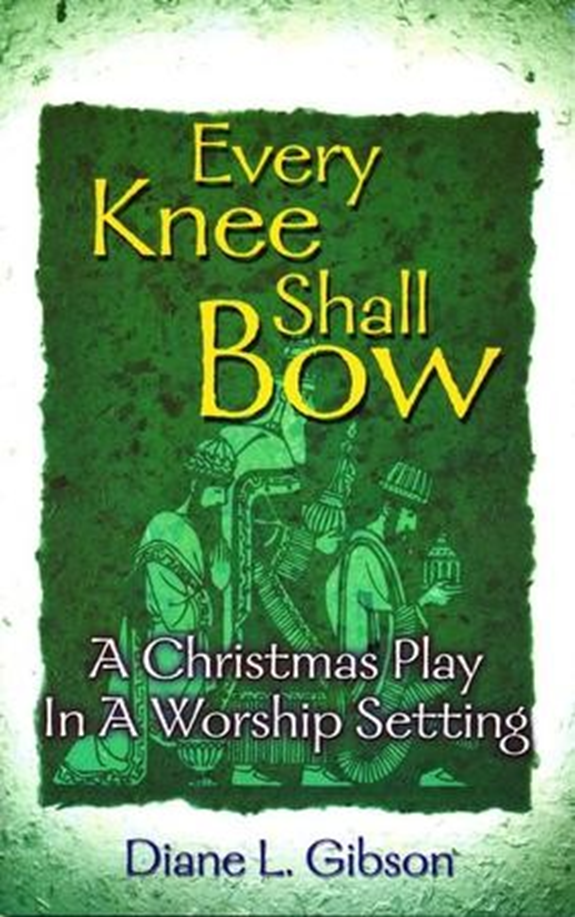 Every
Knee
Shall
Bow
A Christmas Play
In A Worship Setting
Diane L. Gibson